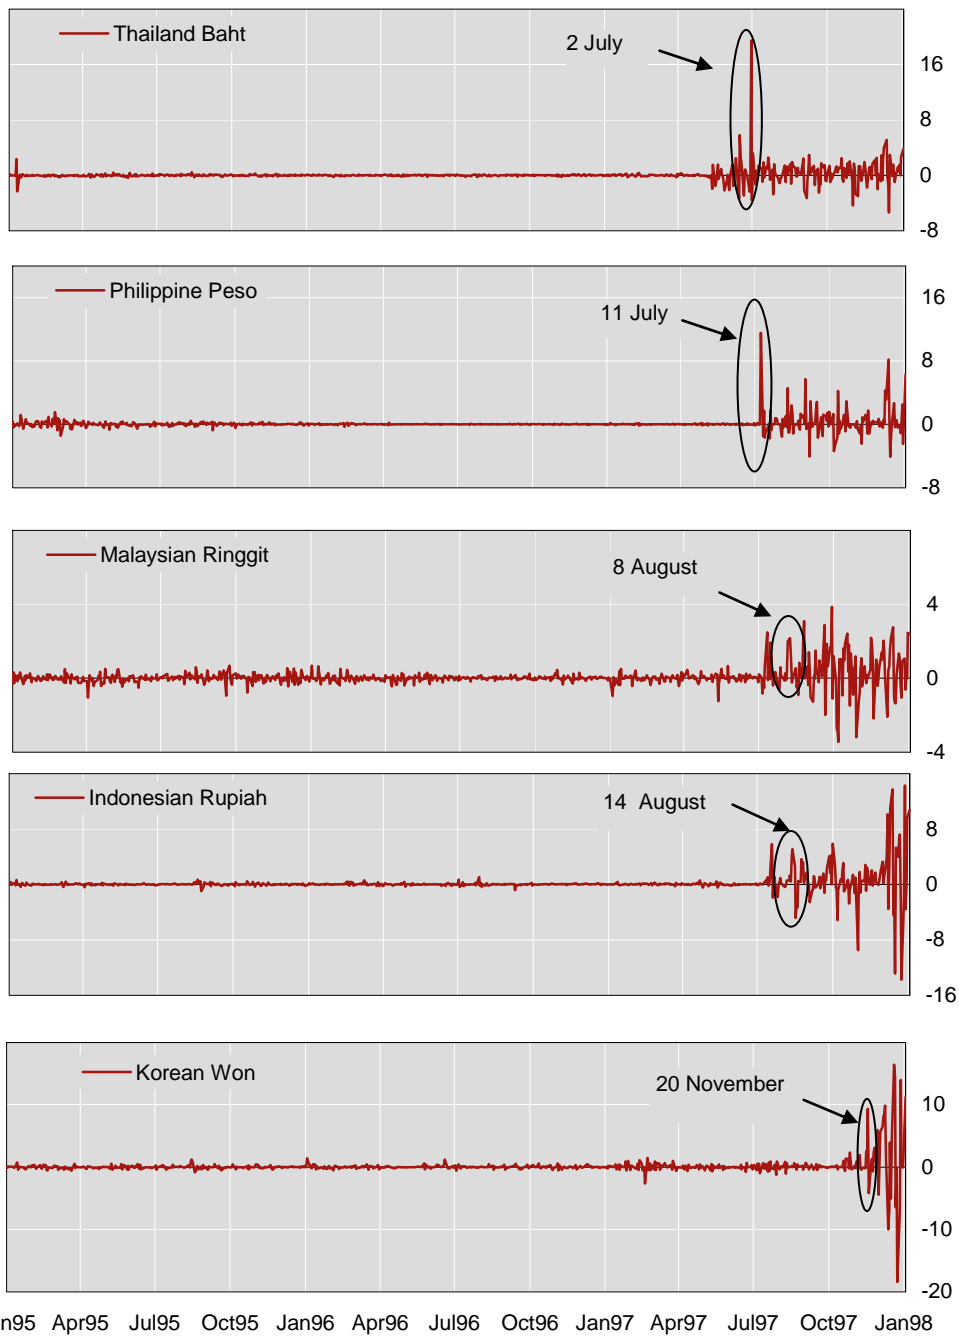 Thailand Baht
2 July
16
8
0
-8
Philippine Peso
11 July
16
8
0
-8
Malaysian Ringgit
8 August
4
0
-4
Indonesian Rupiah
14 August
8
0
-8
-16
Korean Won
20 November
10
0
-10
-20
n95 Apr95 Jul95 Oct95 Jan96 Apr96 Jul96 Oct96 Jan97 Apr97 Jul97 Oct97 Jan98